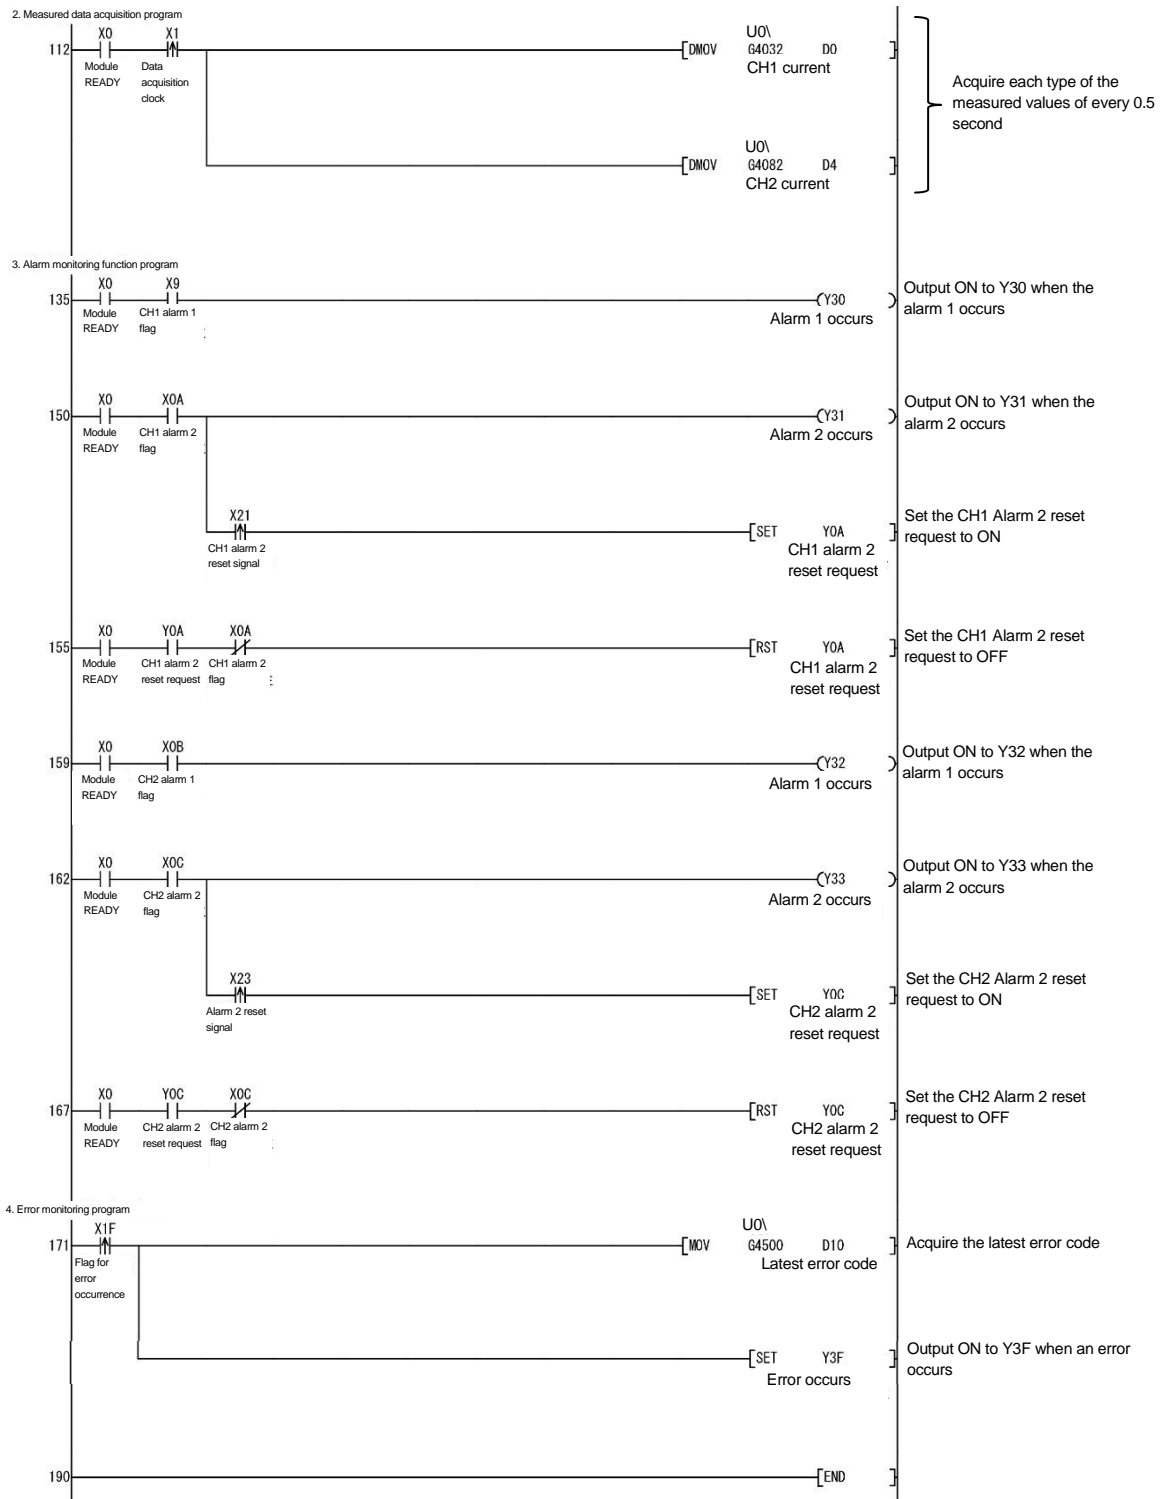 2. Measured data acquisition program
X0 X1 U0\
112 DMOV G4032 D0
Module READY
Data acquisition clock
CH1 current
Acquire each type of the
measured values of every 0.5
second
U0\
DMOV G4082 D4
CH2 current
3. Alarm monitoring function program
X0 X9
135 Y30
Module READY
CH1 alarm 1 flag
Alarm 1 occurs
Output ON to Y30 when the
alarm 1 occurs
X0 X0A
150 Y31
Module READY
CH1 alarm 2 flag
Alarm 2 occurs
Output ON to Y31 when the
alarm 2 occurs
X21
SET Y0A
CH1 alarm 2
reset signal
CH1 alarm 2
reset request
Set the CH1 Alarm 2 reset
request to ON
X0 Y0A X0A
155 RST Y0A
Module READY
CH1 alarm 2
reset request
CH1 alarm 2
flag
CH1 alarm 2
reset request
Set the CH1 Alarm 2 reset
request to OFF
X0 X0B
159 Y32
Module READY
CH2 alarm 1
flag
Alarm 1 occurs
Output ON to Y32 when the
alarm 1 occurs
X0 X0C
162 Y33
Module READY
CH2 alarm 2
flag
Alarm 2 occurs
Output ON to Y33 when the
alarm 2 occurs
X23
SET Y0C
Alarm 2 reset
signal
CH2 alarm 2
reset request
Set the CH2 Alarm 2 reset
request to ON
X0 Y0C X0C
167 RST Y0C
Module READY
CH2 alarm 2
reset request
CH2 alarm 2
flag
CH2 alarm 2
reset request
Set the CH2 Alarm 2 reset
request to OFF
4. Error monitoring program
X1F U0\
171 MOV G4500 D10
Flag for
error
occurrence
Latest error code
Acquire the latest error code
SET Y3F
Error occurs
Output ON to Y3F when an error
occurs
190 END